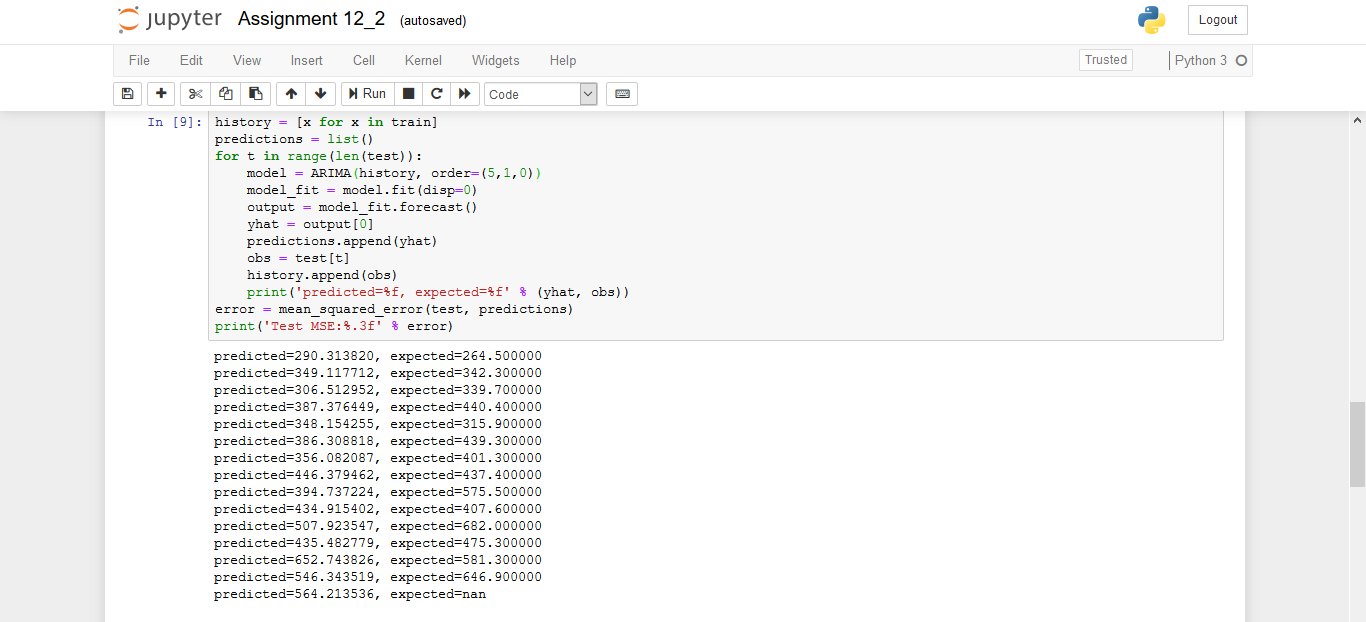 jupyter Assignment 12_2 (autosaved)
Logout
File Edit View Insert Cell Kernel Widgets Help
Trusted
Python 3
Run
Code
In [9]: history = [x for x in train]
predictions = list()
for t in range(len(test)):
    model = ARIMA(history, order=(5,1,0))
    model_fit = model.fit(disp=0)
    output = model_fit.forecast()
    yhat = output[0]
    predictions.append(yhat)
    obs = test[t]
    history.append(obs)
    print('predicted=%f, expected=%f' % (yhat, obs))
error = mean_squared_error(test, predictions)
print('Test MSE:%.3f' % error)
predicted=290.313820, expected=264.500000
predicted=349.117712, expected=342.300000
predicted=306.512952, expected=339.700000
predicted=387.376449, expected=440.400000
predicted=348.154255, expected=315.900000
predicted=386.308818, expected=439.300000
predicted=356.082087, expected=401.300000
predicted=446.379462, expected=437.400000
predicted=394.737224, expected=575.500000
predicted=434.915402, expected=407.600000
predicted=507.923547, expected=682.000000
predicted=435.482779, expected=475.300000
predicted=652.743826, expected=581.300000
predicted=546.343519, expected=646.900000
predicted=564.213536, expected=nan